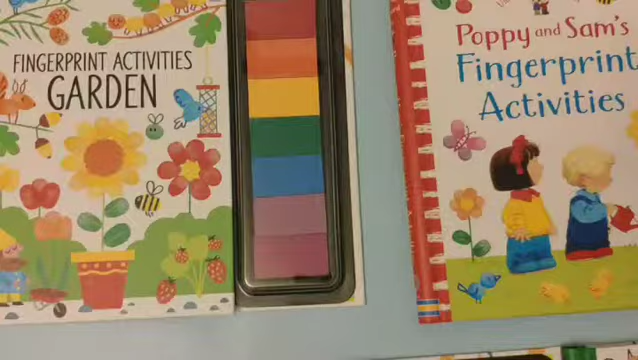 FINGERPRINT ACTIVITIES
GARDEN
Poppy and Sam's
Fingerprint
Activities